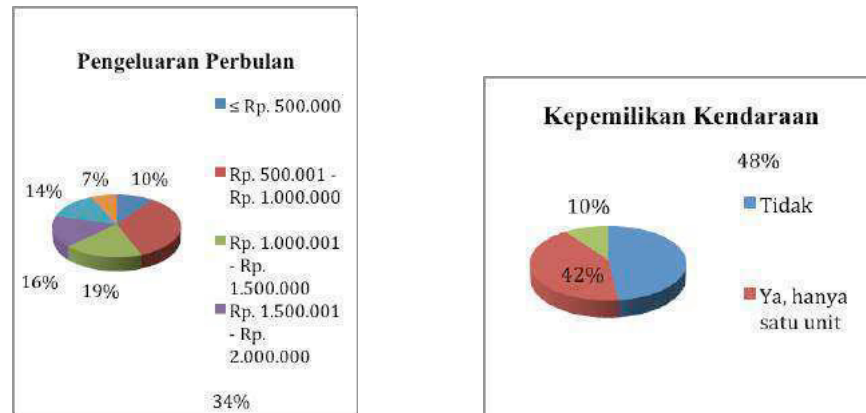 Pengeluaran Perbulan
≤ Rp. 500.000
7% 10%
14%
Rp. 500.001 -
Rp. 1.000.000
Rp. 1.000.001
- Rp.
1.500.000
16% 19%
Rp. 1.500.001
- Rp.
2.000.000
34%
Kepemilikan Kendaraan
48%
Tidak
10%
42%
Ya, hanya
satu unit